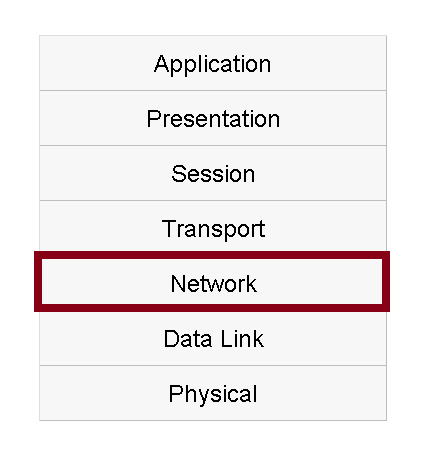 Application
Presentation
Session
Transport
Network
Data Link
Physical